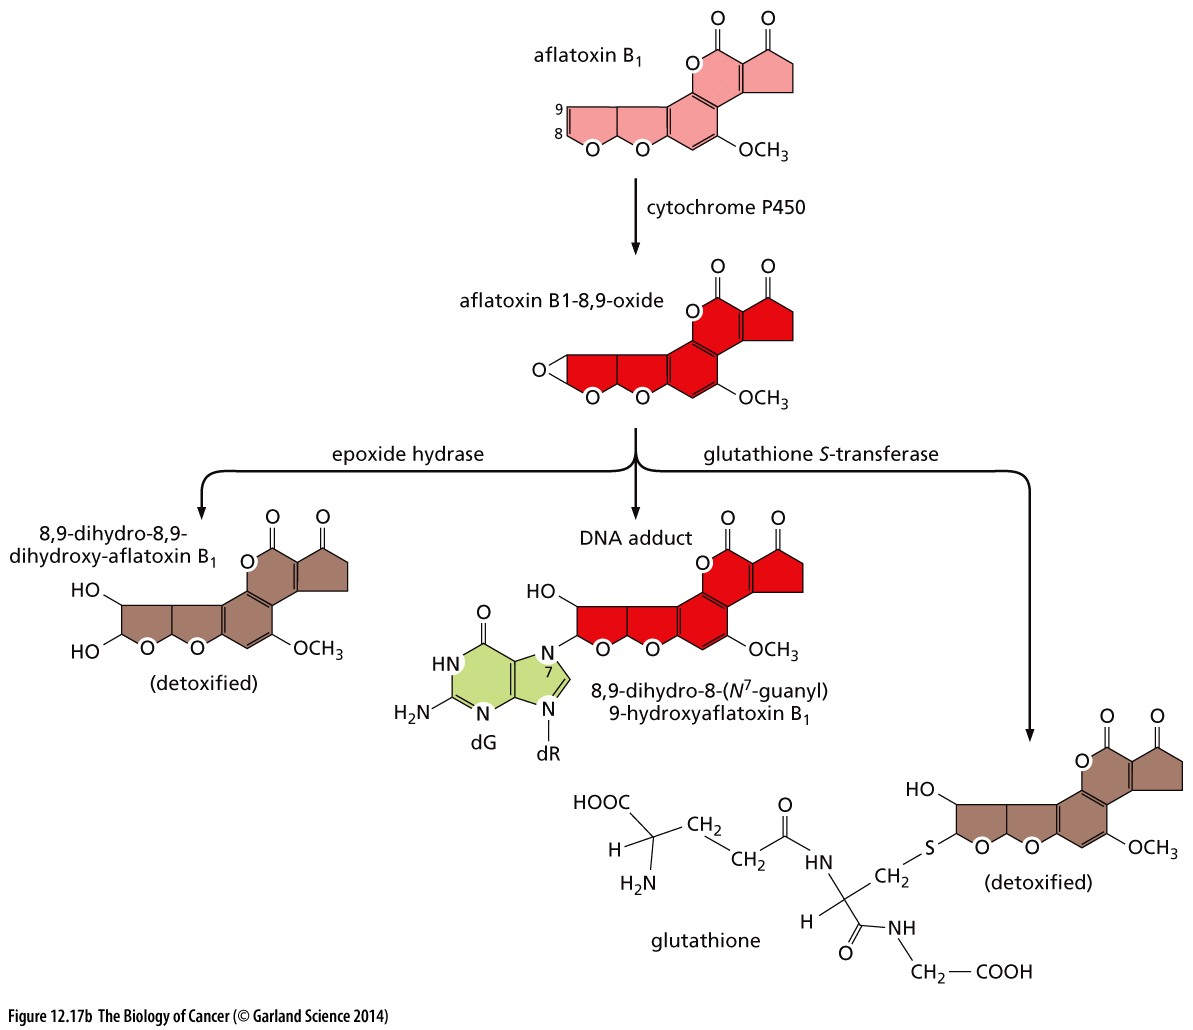 O O
aflatoxin B1
O
9
8
O O OCH3
cytochrome P450
O O
aflatoxin B1-8,9-oxide
O
O
O O OCH3
epoxide hydrase
glutathione S-transferase
8,9-dihydro-8,9-
dihydroxy-aflatoxin B1
O O
O
HO
HO
O O OCH3
(detoxified)
DNA adduct
O O
O
HO
O O OCH3
O
HN
N
7
H2N
N
N
dG
dR
8,9-dihydro-8-(N7-guanyl)
9-hydroxyaflatoxin B1
O O
O
HO
S
O O OCH3
(detoxified)
HOOC
CH2
O
H
CH2
HN
H2N
CH2
H
NH
O
glutathione
CH2 COOH
Figure 12.17b The Biology of Cancer (© Garland Science 2014)